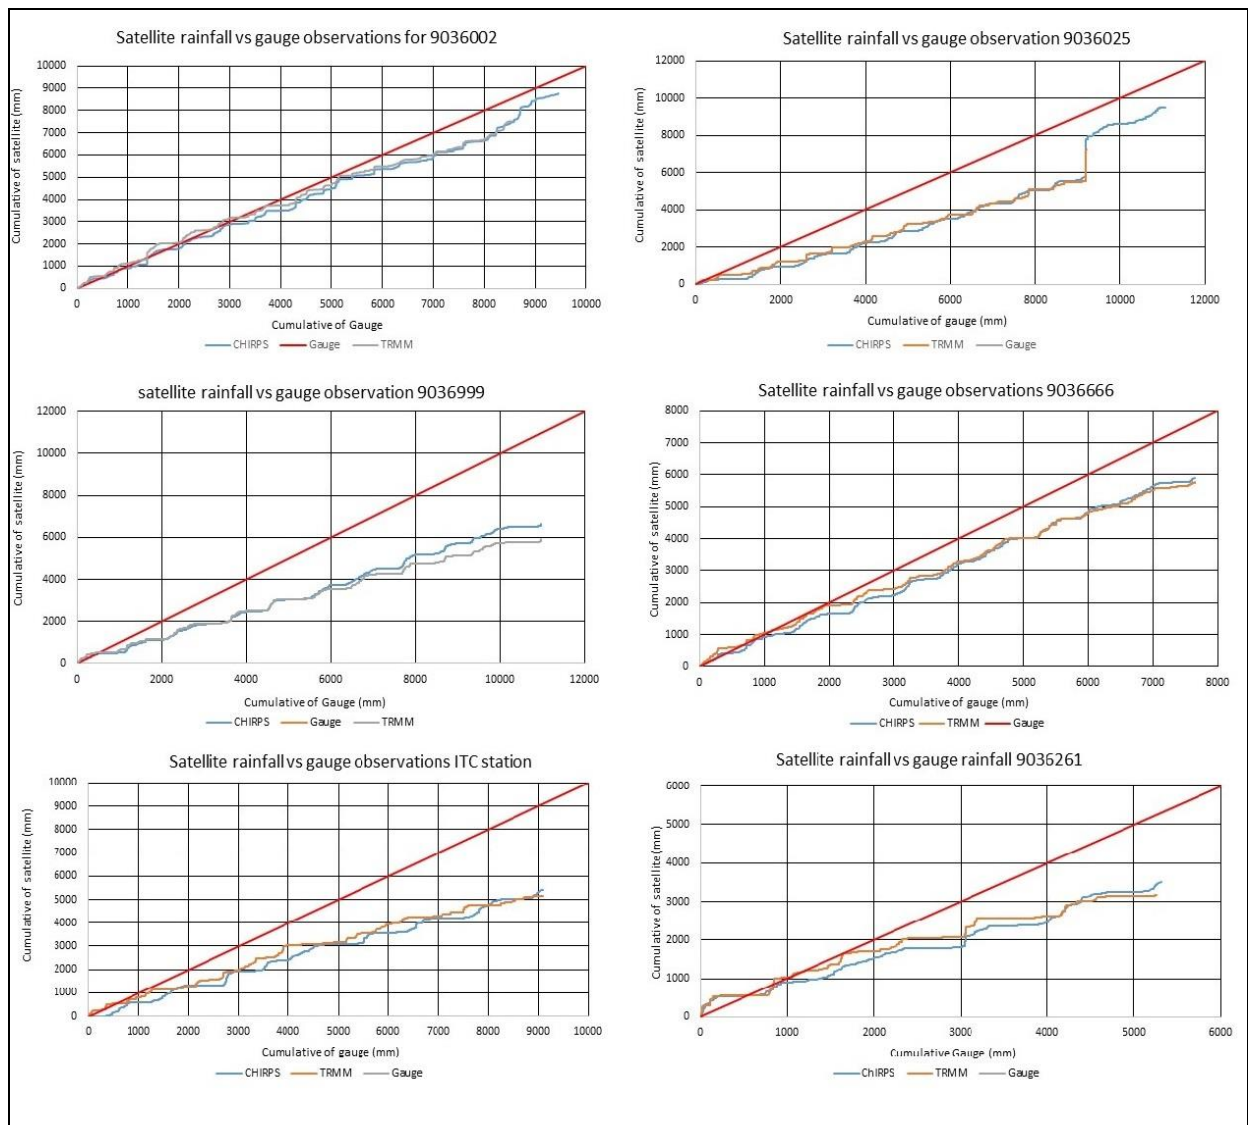 Satellite rainfall vs gauge observations for 9036002
10000
9000
8000
7000
6000
5000
4000
3000
2000
1000
0
Cumulative of satellite (mm)
0 1000 2000 3000 4000 5000 6000 7000 8000 9000 10000
Cumulative of Gauge
CHIRPS Gauge TRMM
Satellite rainfall vs gauge observation 9036025
12000
10000
8000
6000
4000
2000
0
Cumulative of satellite (mm)
0 2000 4000 6000 8000 10000 12000
Cumulative of gauge (mm)
CHIRPS TRMM Gauge
satellite rainfall vs gauge observation 9036999
12000
10000
8000
6000
4000
2000
0
Cumulative of satellite (mm)
0 2000 4000 6000 8000 10000 12000
Cumulative of Gauge (mm)
CHIRPS Gauge TRMM
Satellite rainfall vs gauge observations 9036666
8000
7000
6000
5000
4000
3000
2000
1000
0
Cumulative of satellite (mm)
0 1000 2000 3000 4000 5000 6000 7000 8000
Cumulative of gauge (mm)
CHIRPS TRMM Gauge
Satellite rainfall vs gauge observations ITC station
10000
9000
8000
7000
6000
5000
4000
3000
2000
1000
0
Cumulative of satellite (mm)
0 1000 2000 3000 4000 5000 6000 7000 8000 9000 10000
Cumulative of gauge (mm)
CHIRPS TRMM Gauge
Satellite rainfall vs gauge rainfall 9036261
6000
5000
4000
3000
2000
1000
0
Cumulative of satellite (mm)
0 1000 2000 3000 4000 5000 6000
Cumulative Gauge (mm)
ChIRPS TRMM Gauge